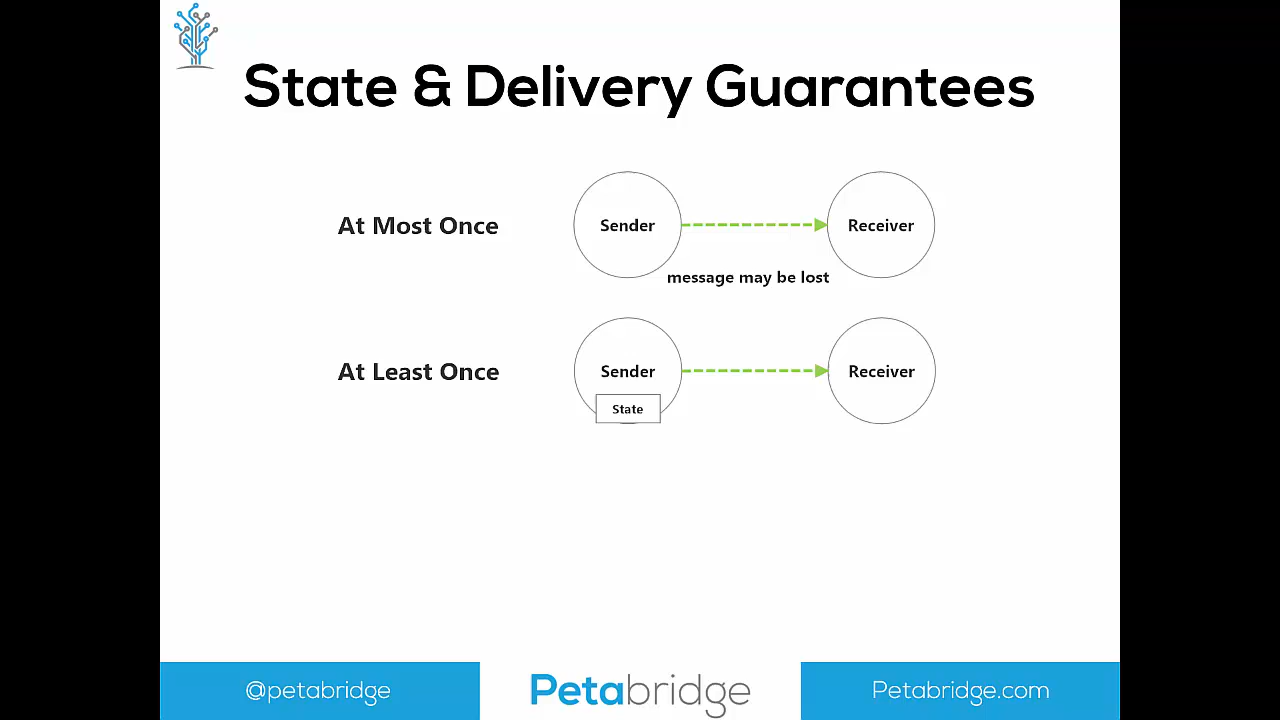 State & Delivery Guarantees
At Most Once
Sender
Receiver
message may be lost
At Least Once
Sender
Receiver
State
@petabridge
Petabridge
Petabridge.com